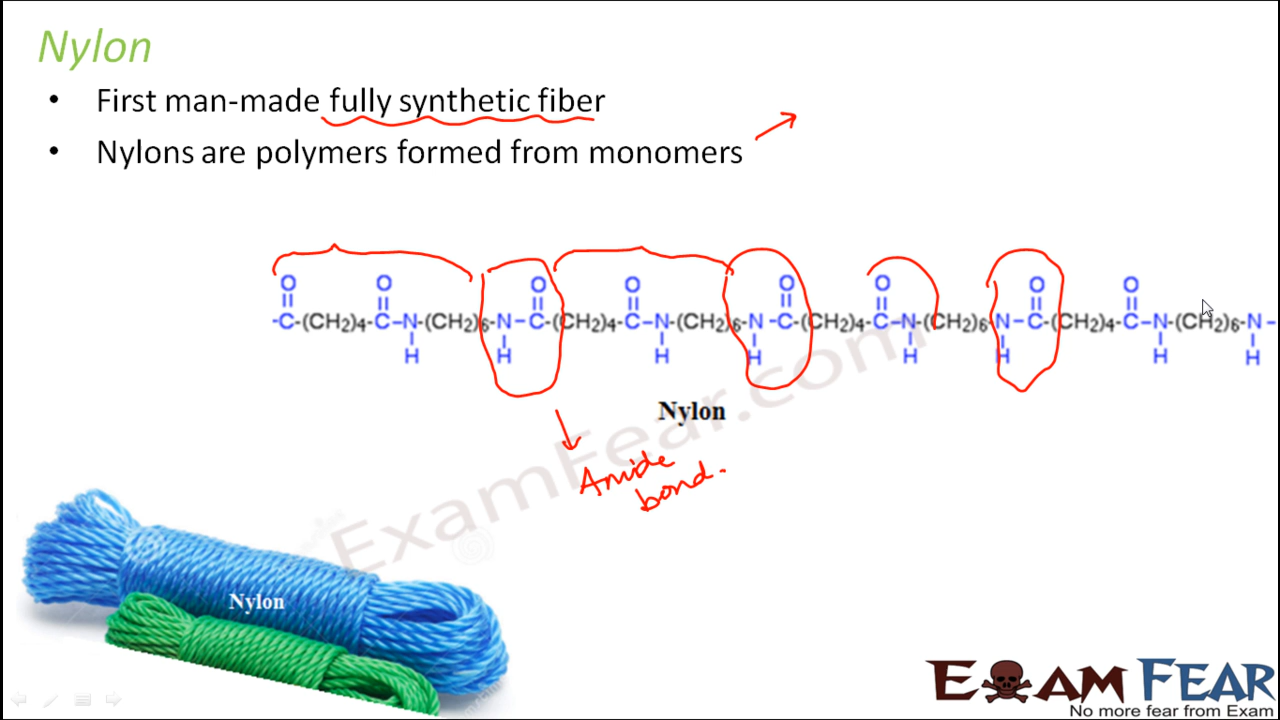 Nylon
• First man-made fully synthetic fiber
• Nylons are polymers formed from monomers
O O O O O O O O
-C-(CH2)4-C-N-(CH2)6-N-C-(CH2)4-C-N-(CH2)6-N-C-(CH2)4-C-N-(CH2)6-N-C-(CH2)4-C-N-(CH2)6-N-
H H H H H H H H
Nylon
Amide
bond.
ExamFear.com
Nylon
EXAM FEAR
No more fear from Exam